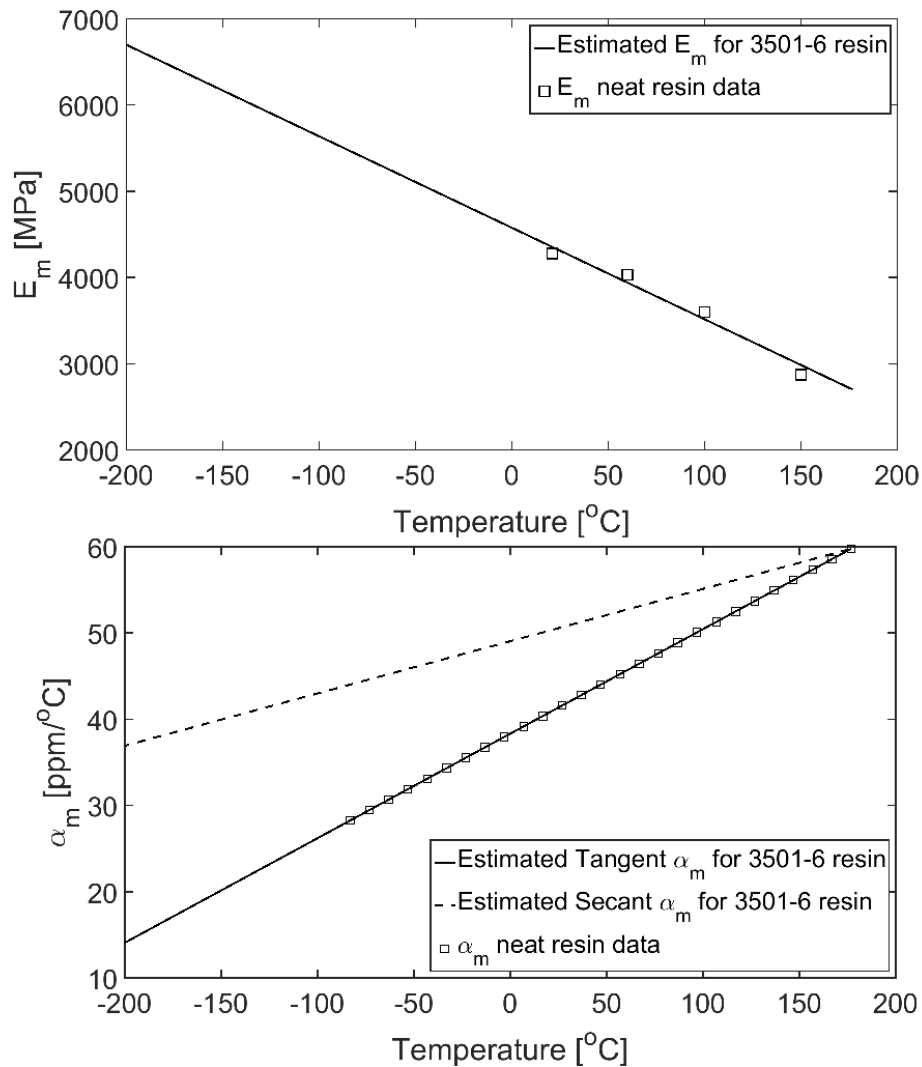 7000
6000
5000
4000
3000
2000
E_m [MPa]
Estimated E_m for 3501-6 resin
E_m neat resin data
-200 -150 -100 -50 0 50 100 150 200
Temperature [°C]
60
50
40
30
20
10
α_m [ppm/°C]
Estimated Tangent α_m for 3501-6 resin
Estimated Secant α_m for 3501-6 resin
α_m neat resin data
-200 -150 -100 -50 0 50 100 150 200
Temperature [°C]